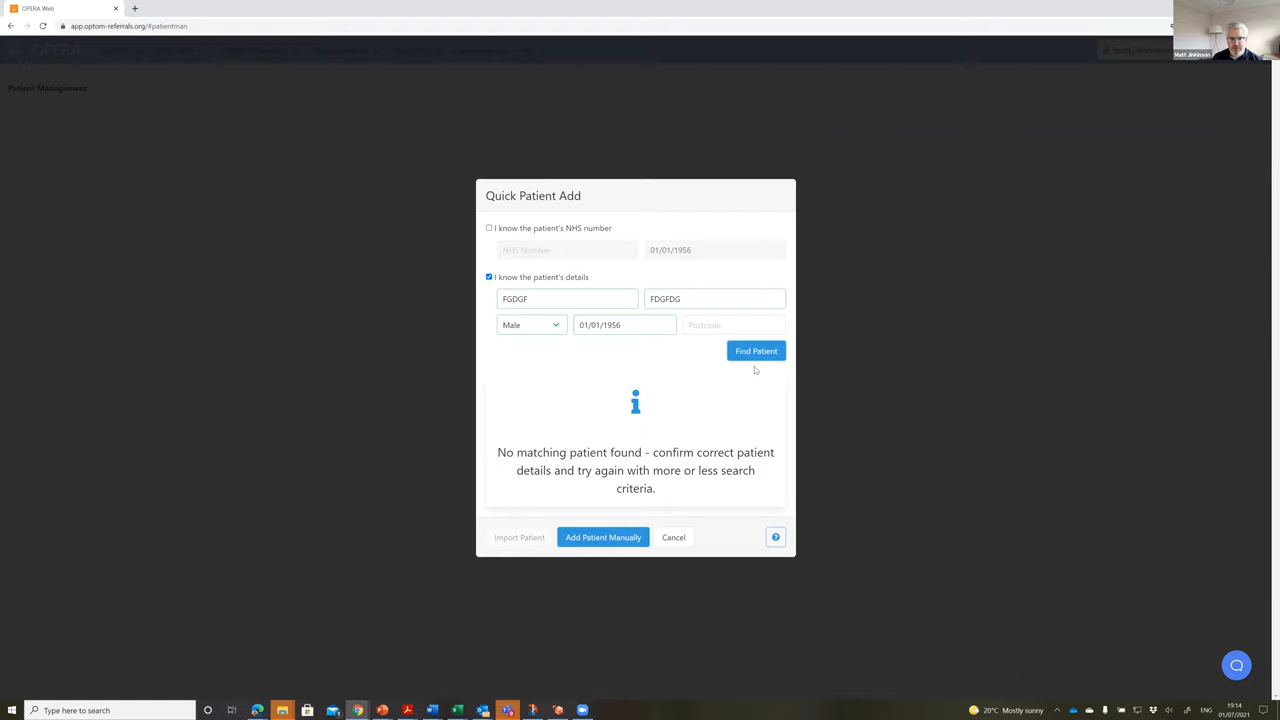 OPERA Web
app.optom-referrals.org/#patientman
OPERA
Matt Jinkinson
Patient Management
Quick Patient Add
I know the patient's NHS number
NHS Number
01/01/1956
I know the patient's details
FGDGF
FDGFDG
Male
01/01/1956
Postcode
Find Patient
No matching patient found - confirm correct patient
details and try again with more or less search
criteria.
Import Patient
Add Patient Manually
Cancel
Type here to search
20°C Mostly sunny
ENG
19:14
01/07/2021